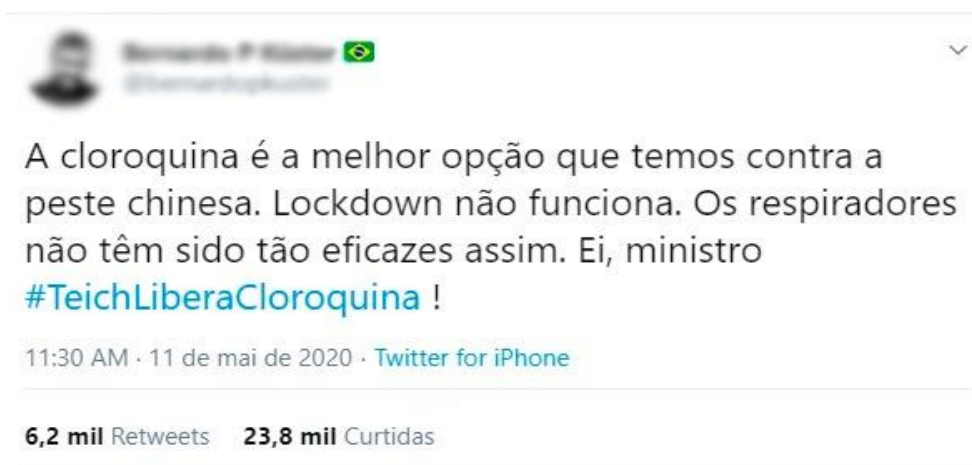 A cloroquina é a melhor opção que temos contra a
peste chinesa. Lockdown não funciona. Os respiradores
não têm sido tão eficazes assim. Ei, ministro
#TeichLiberaCloroquina !
11:30 AM · 11 de mai de 2020 · Twitter for iPhone
6,2 mil Retweets 23,8 mil Curtidas